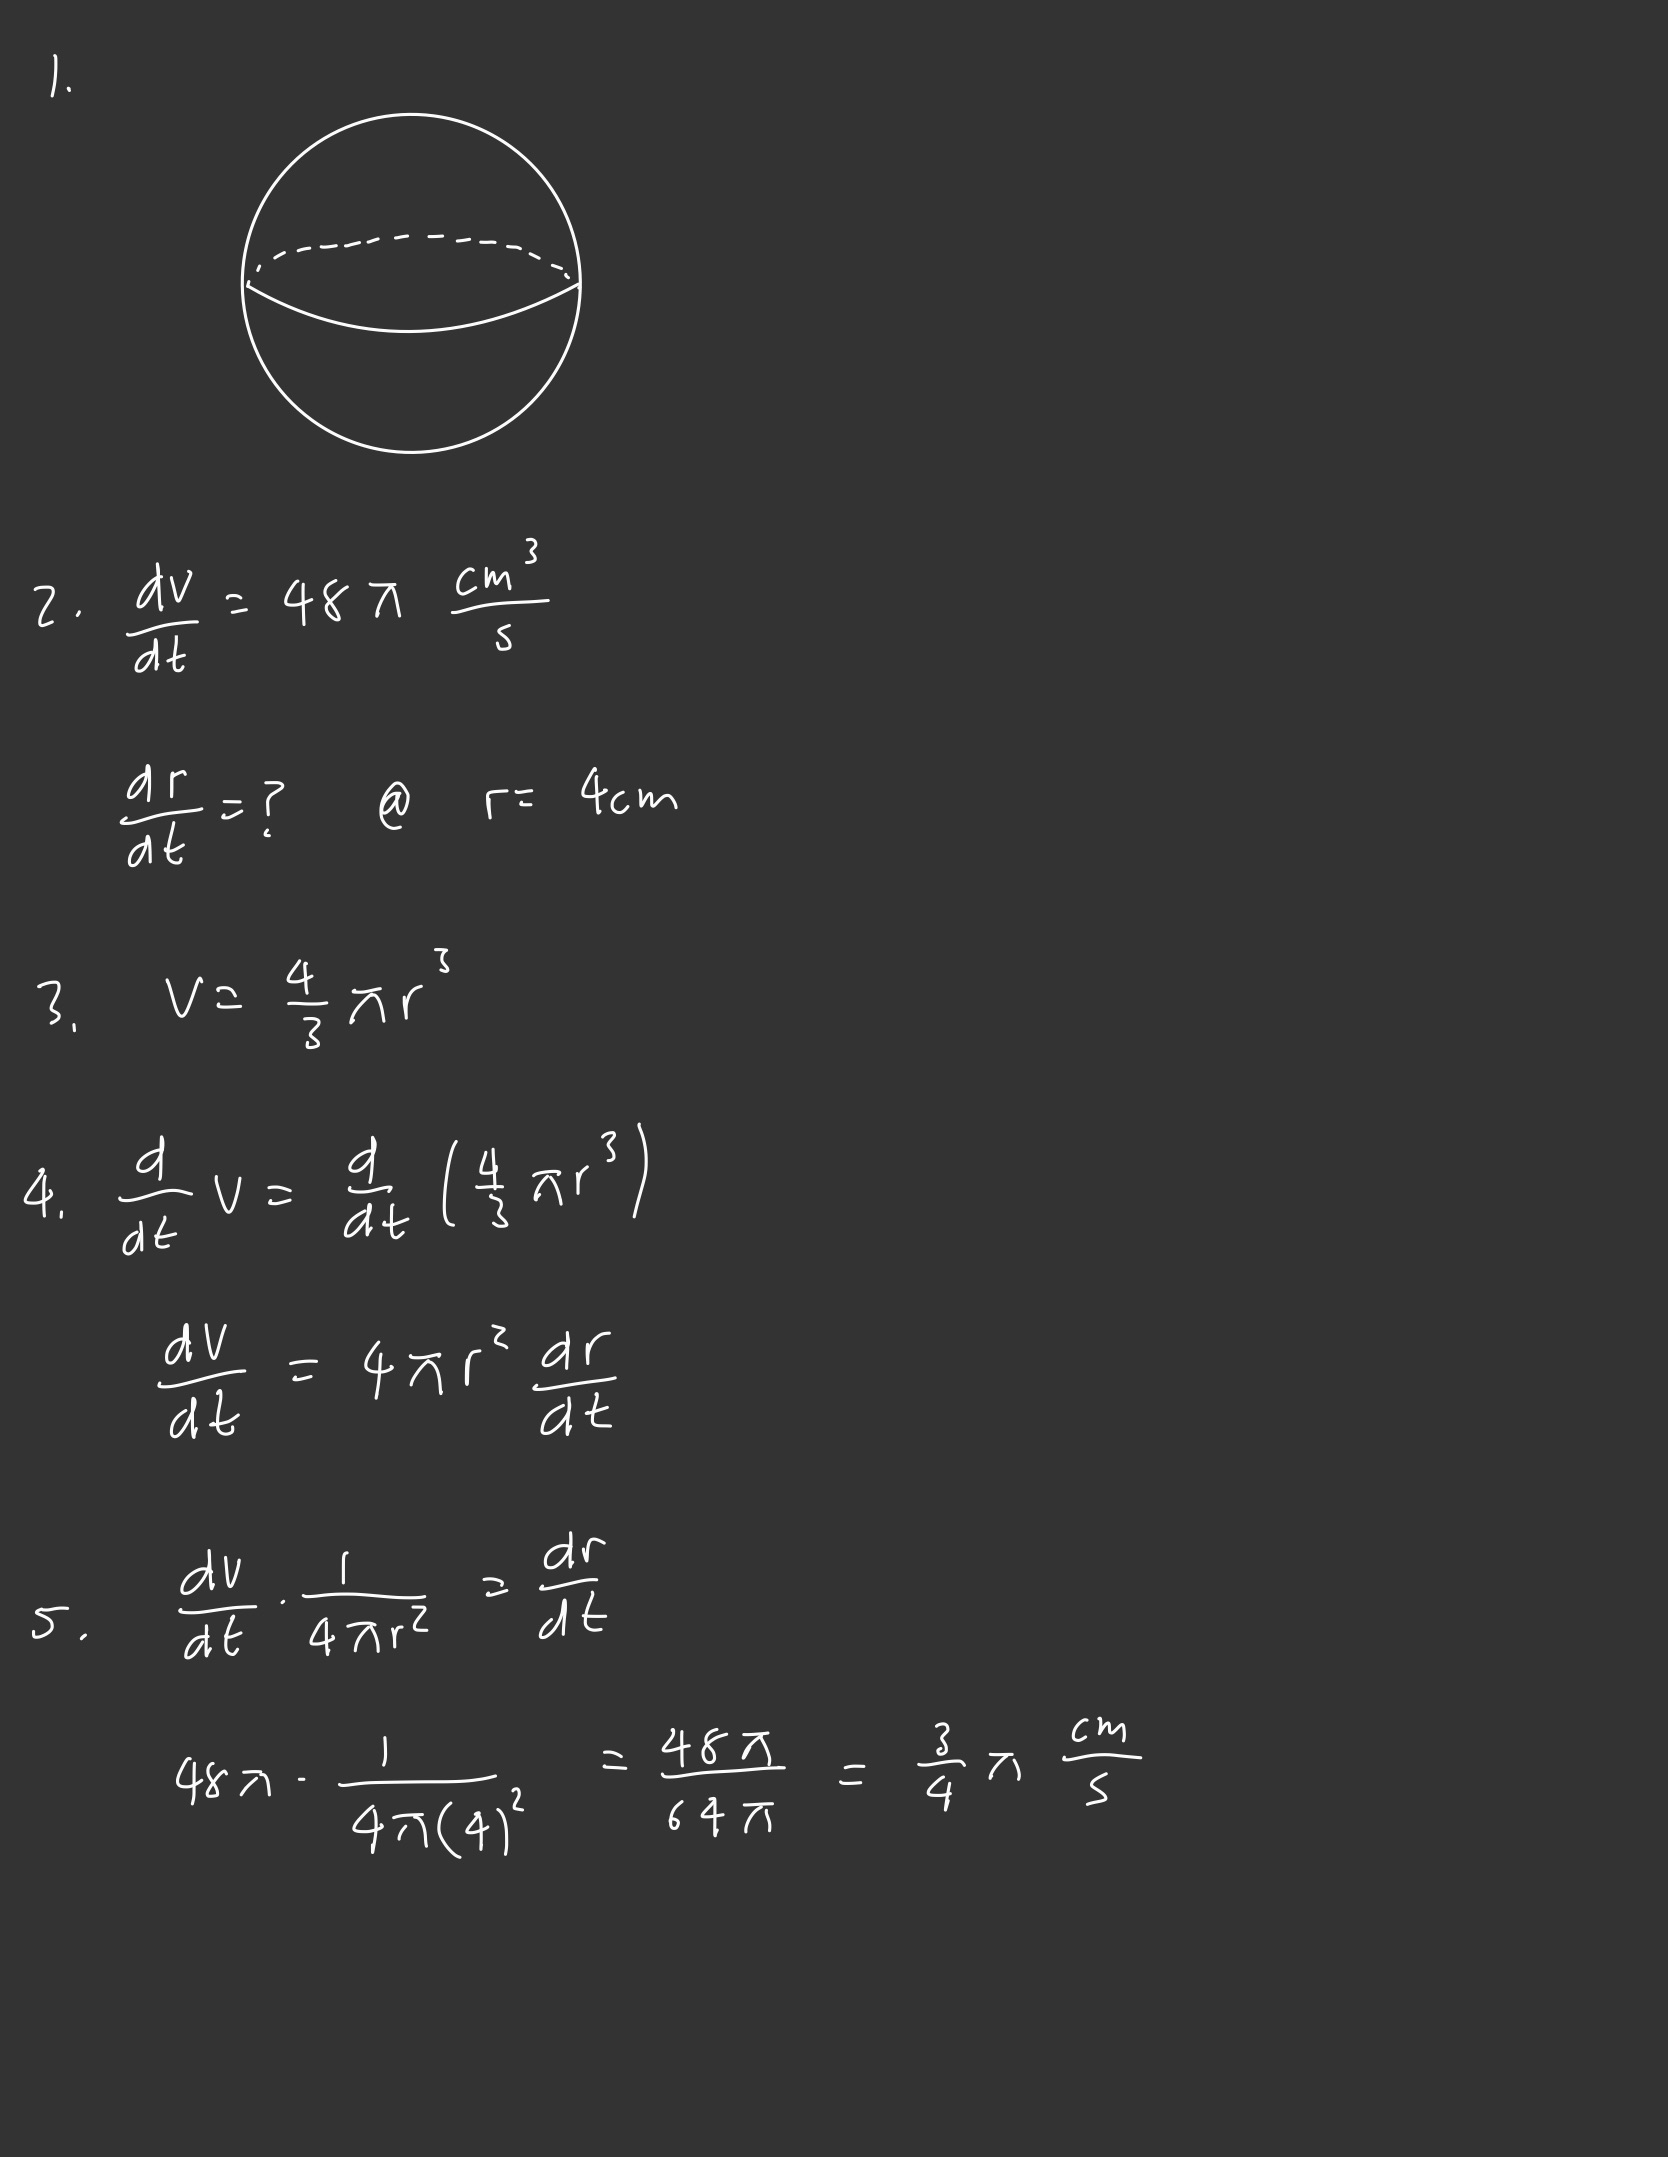 1.
2. dv/dt = 48π cm³/s
dr/dt = ? @ r = 4cm
3. V = 4/3 πr³
4. d/dt V = d/dt (4/3 πr³)
dV/dt = 4πr² dr/dt
5. dv/dt · 1/4πr² = dr/dt
48π · 1/4π(4)² = 48π/64π = 3/4 π cm/s